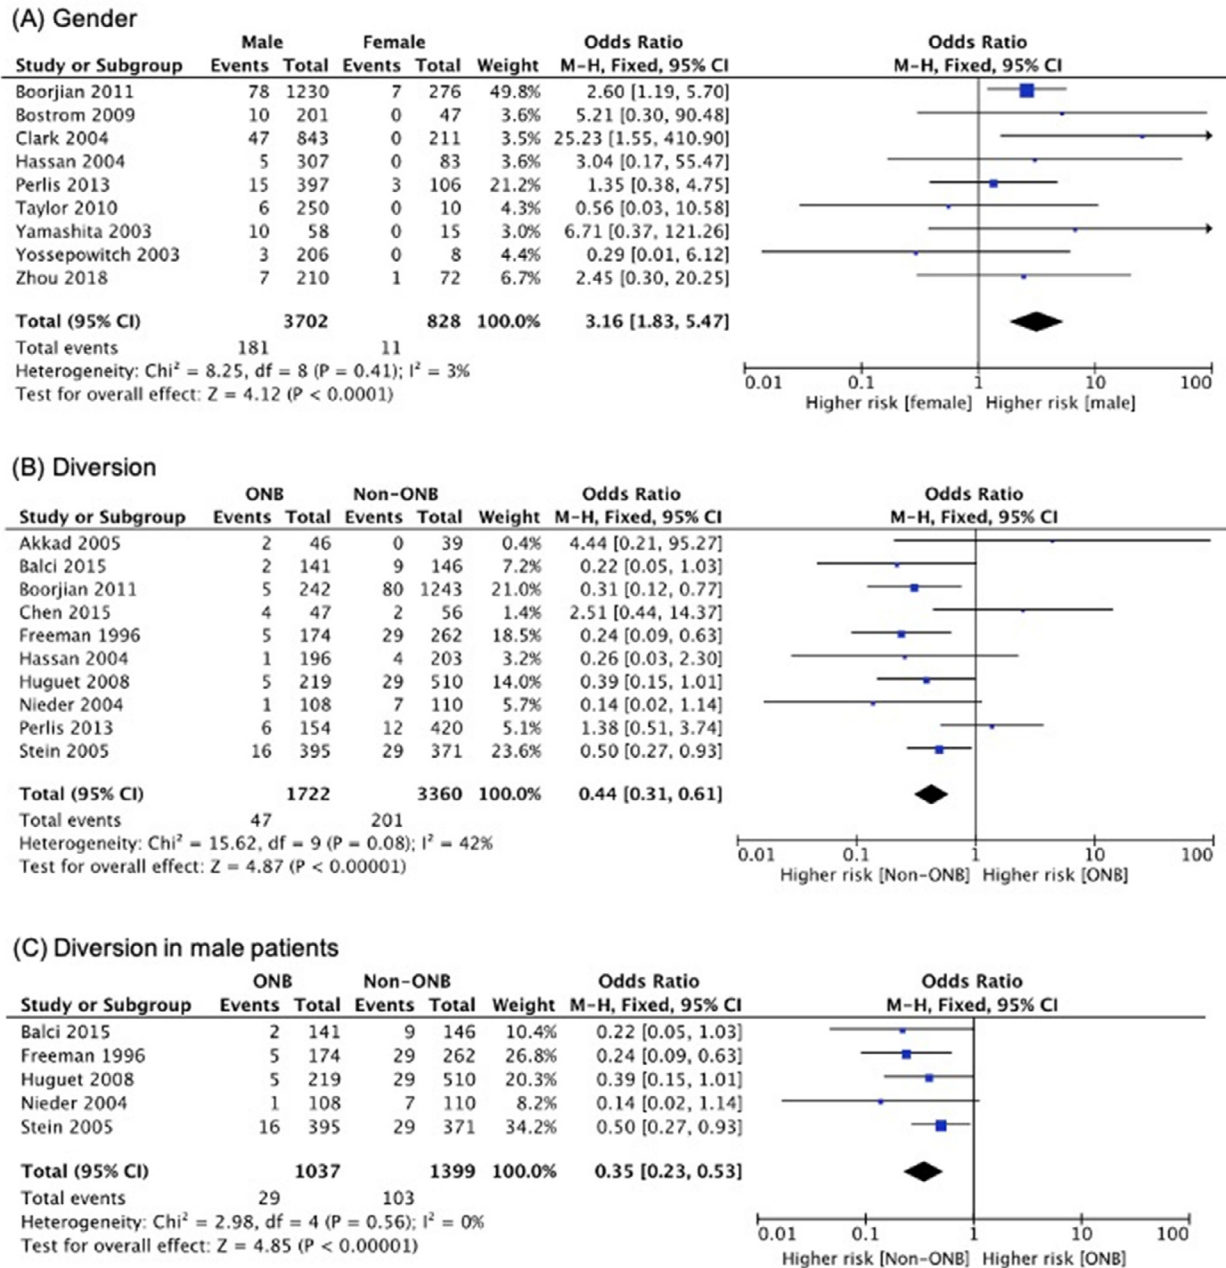 (A) Gender
Male Female Odds Ratio Odds Ratio
Study or Subgroup Events Total Events Total Weight M-H, Fixed, 95% CI M-H, Fixed, 95% CI
Boorjian 2011 78 1230 7 276 49.8% 2.60 [1.19, 5.70]
Bostrom 2009 10 201 0 47 3.6% 5.21 [0.30, 90.48]
Clark 2004 47 843 0 211 3.5% 25.23 [1.55, 410.90]
Hassan 2004 5 307 0 83 3.6% 3.04 [0.17, 55.47]
Perlis 2013 15 397 3 106 21.2% 1.35 [0.38, 4.75]
Taylor 2010 6 250 0 10 4.3% 0.56 [0.03, 10.58]
Yamashita 2003 10 58 0 15 3.0% 6.71 [0.37, 121.26]
Yossepowitch 2003 3 206 0 8 4.4% 0.29 [0.01, 6.12]
Zhou 2018 7 210 1 72 6.7% 2.45 [0.30, 20.25]
Total (95% CI) 3702 828 100.0% 3.16 [1.83, 5.47]
Total events 181 11
Heterogeneity: Chi² = 8.25, df = 8 (P = 0.41); I² = 3%
Test for overall effect: Z = 4.12 (P < 0.0001)
0.01 0.1 1 10 100
Higher risk [female] Higher risk [male]
(B) Diversion
ONB Non-ONB Odds Ratio Odds Ratio
Study or Subgroup Events Total Events Total Weight M-H, Fixed, 95% CI M-H, Fixed, 95% CI
Akkad 2005 2 46 0 39 0.4% 4.44 [0.21, 95.27]
Balci 2015 2 141 9 146 7.2% 0.22 [0.05, 1.03]
Boorjian 2011 5 242 80 1243 21.0% 0.31 [0.12, 0.77]
Chen 2015 4 47 2 56 1.4% 2.51 [0.44, 14.37]
Freeman 1996 5 174 29 262 18.5% 0.24 [0.09, 0.63]
Hassan 2004 1 196 4 203 3.2% 0.26 [0.03, 2.30]
Huguet 2008 5 219 29 510 14.0% 0.39 [0.15, 1.01]
Nieder 2004 1 108 7 110 5.7% 0.14 [0.02, 1.14]
Perlis 2013 6 154 12 420 5.1% 1.38 [0.51, 3.74]
Stein 2005 16 395 29 371 23.6% 0.50 [0.27, 0.93]
Total (95% CI) 1722 3360 100.0% 0.44 [0.31, 0.61]
Total events 47 201
Heterogeneity: Chi² = 15.62, df = 9 (P = 0.08); I² = 42%
Test for overall effect: Z = 4.87 (P < 0.00001)
0.01 0.1 1 10 100
Higher risk [Non-ONB] Higher risk [ONB]
(C) Diversion in male patients
ONB Non-ONB Odds Ratio Odds Ratio
Study or Subgroup Events Total Events Total Weight M-H, Fixed, 95% CI M-H, Fixed, 95% CI
Balci 2015 2 141 9 146 10.4% 0.22 [0.05, 1.03]
Freeman 1996 5 174 29 262 26.8% 0.24 [0.09, 0.63]
Huguet 2008 5 219 29 510 20.3% 0.39 [0.15, 1.01]
Nieder 2004 1 108 7 110 8.2% 0.14 [0.02, 1.14]
Stein 2005 16 395 29 371 34.2% 0.50 [0.27, 0.93]
Total (95% CI) 1037 1399 100.0% 0.35 [0.23, 0.53]
Total events 29 103
Heterogeneity: Chi² = 2.98, df = 4 (P = 0.56); I² = 0%
Test for overall effect: Z = 4.85 (P < 0.00001)
0.01 0.1 1 10 100
Higher risk [Non-ONB] Higher risk [ONB]